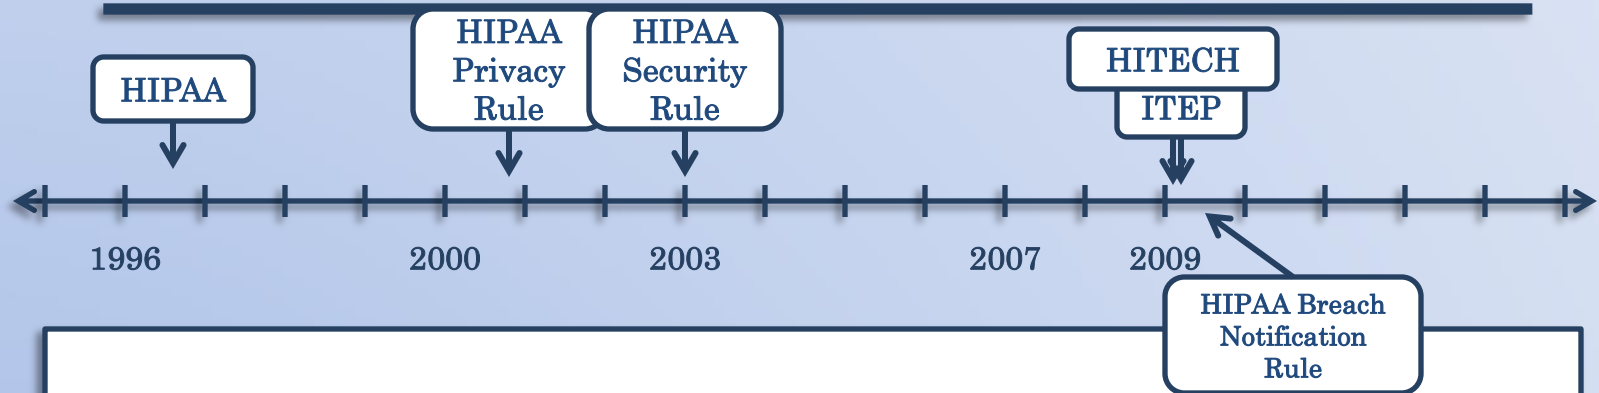 HIPAA
HIPAA
Privacy
Rule
HIPAA
Security
Rule
HITECH
ITEP
1996
2000
2003
2007
2009
HIPAA Breach
Notification
Rule